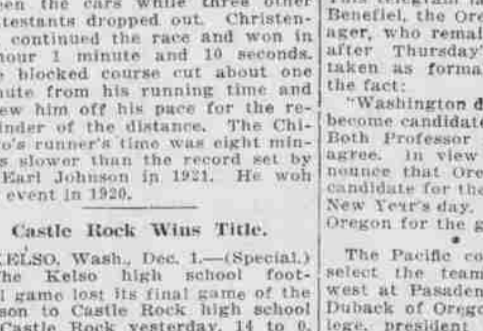 en the cars while three other
testants dropped out. Christen-
continued the race and won in
hour 1 minute and 10 seconds.
blocked course cut about one
ute from his running time and
ew him off his pace for the re-
inder of the distance. The Chi-
o's runner's time was eight min-
s slower than the record set by
Earl Johnson in 1921. He woh
event in 1920.
Castle Rock Wins Title.
KELSO, Wash., Dec. 1.—(Special.)
The Kelso high school foot-
l game lost its final game of the
son to Castle Rock high school
Castle Rock yesterday, 14 to 6.
This telegram
Benefiel, the Ore
ager, who remai
after Thursday'
taken as forma
the fact:
"Washington d
become candidate
Both Professor
agree. In view
nounce that Ore
candidate for the
New Year's day.
Oregon for the g
The Pacific co
select the team
west at Pasaden
Duback of Orego
lege, president